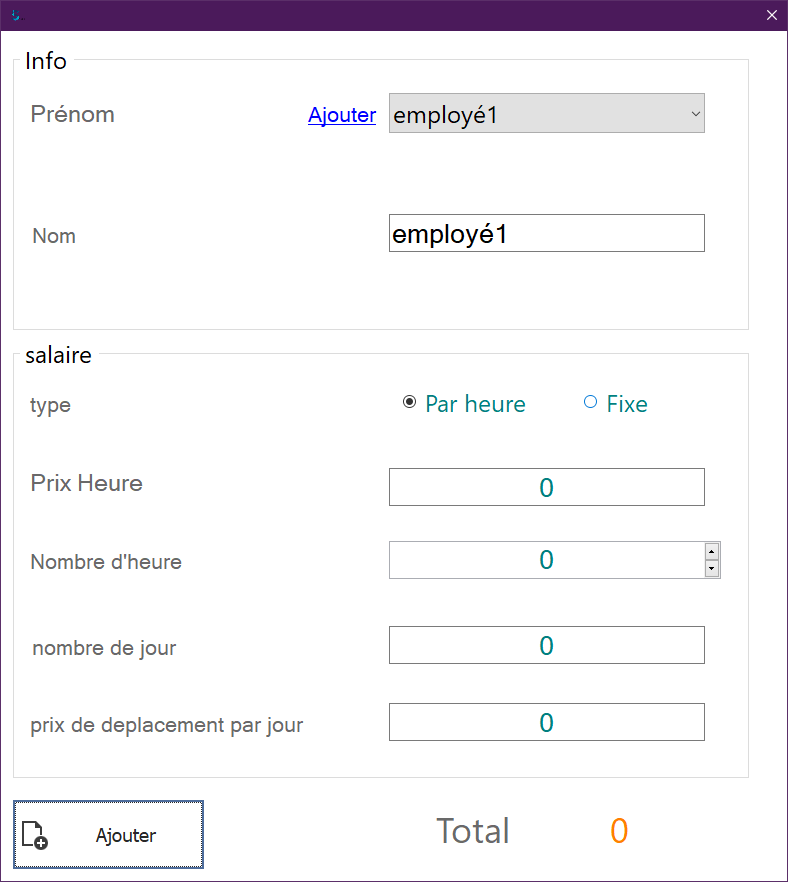 Info
Prénom Ajouter employé1
Nom employé1
salaire
type Par heure Fixe
Prix Heure 0
Nombre d'heure 0
nombre de jour 0
prix de deplacement par jour 0
Ajouter Total 0